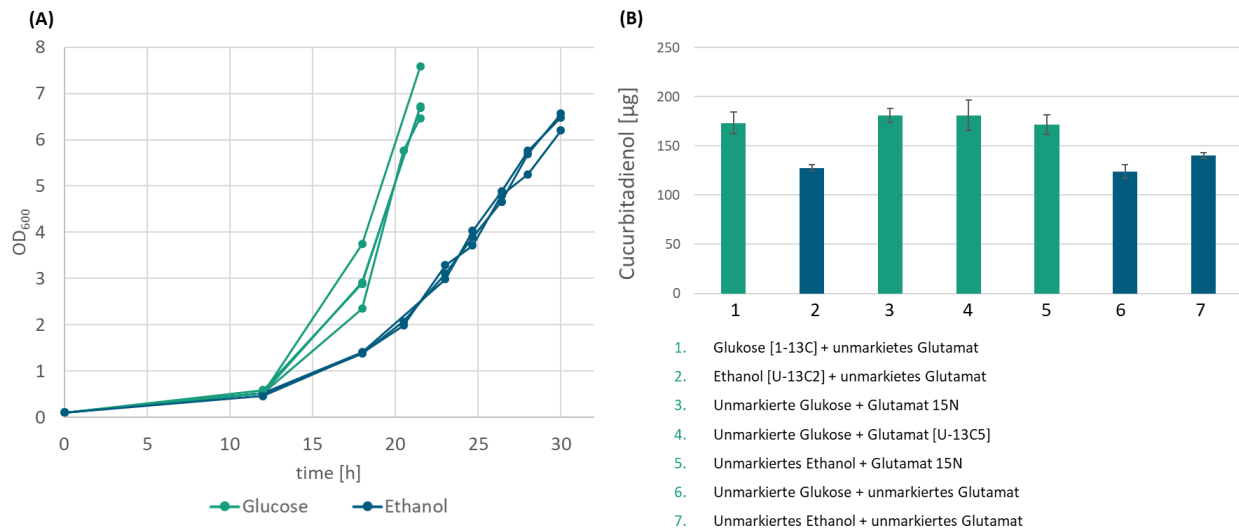 (A)
8
7
6
5
4
3
2
1
0
OD600
0 5 10 15 20 25 30
time [h]
Glucose Ethanol
(B)
250
200
150
100
50
0
Cucurbitadienol [µg]
1 2 3 4 5 6 7
1. Glukose [1-13C] + unmarkietes Glutamat
2. Ethanol [U-13C2] + unmarkietes Glutamat
3. Unmarkierte Glukose + Glutamat 15N
4. Unmarkierte Glukose + Glutamat [U-13C5]
5. Unmarkiertes Ethanol + Glutamat 15N
6. Unmarkierte Glukose + unmarkiertes Glutamat
7. Unmarkiertes Ethanol + unmarkiertes Glutamat